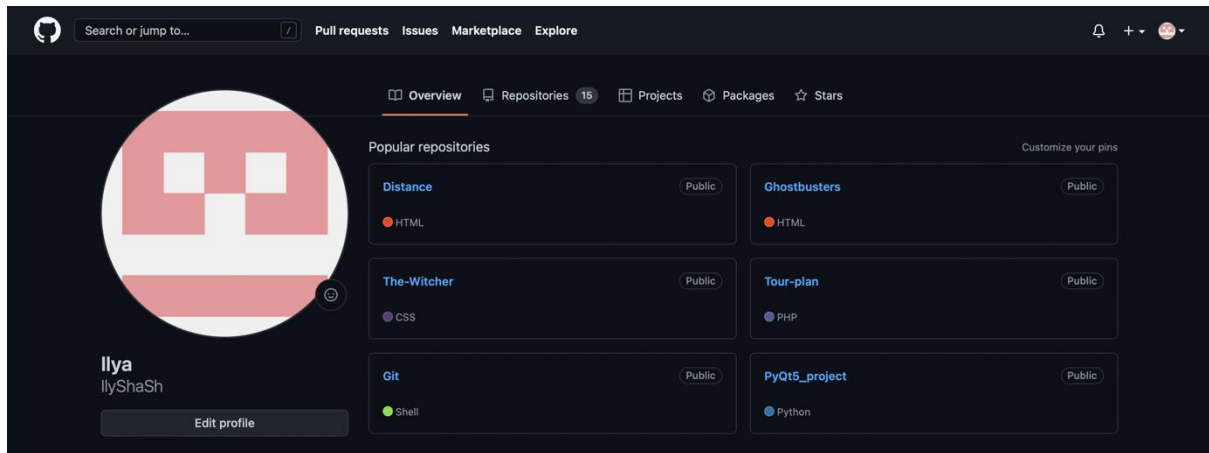 Search or jump to... / Pull requests Issues Marketplace Explore
Overview Repositories 15 Projects Packages Stars
Popular repositories Customize your pins
Distance Public
HTML
Ghostbusters Public
HTML
The-Witcher Public
CSS
Tour-plan Public
PHP
Git Public
Shell
PyQt5_project Public
Python
Ilya
IlyShaSh
Edit profile